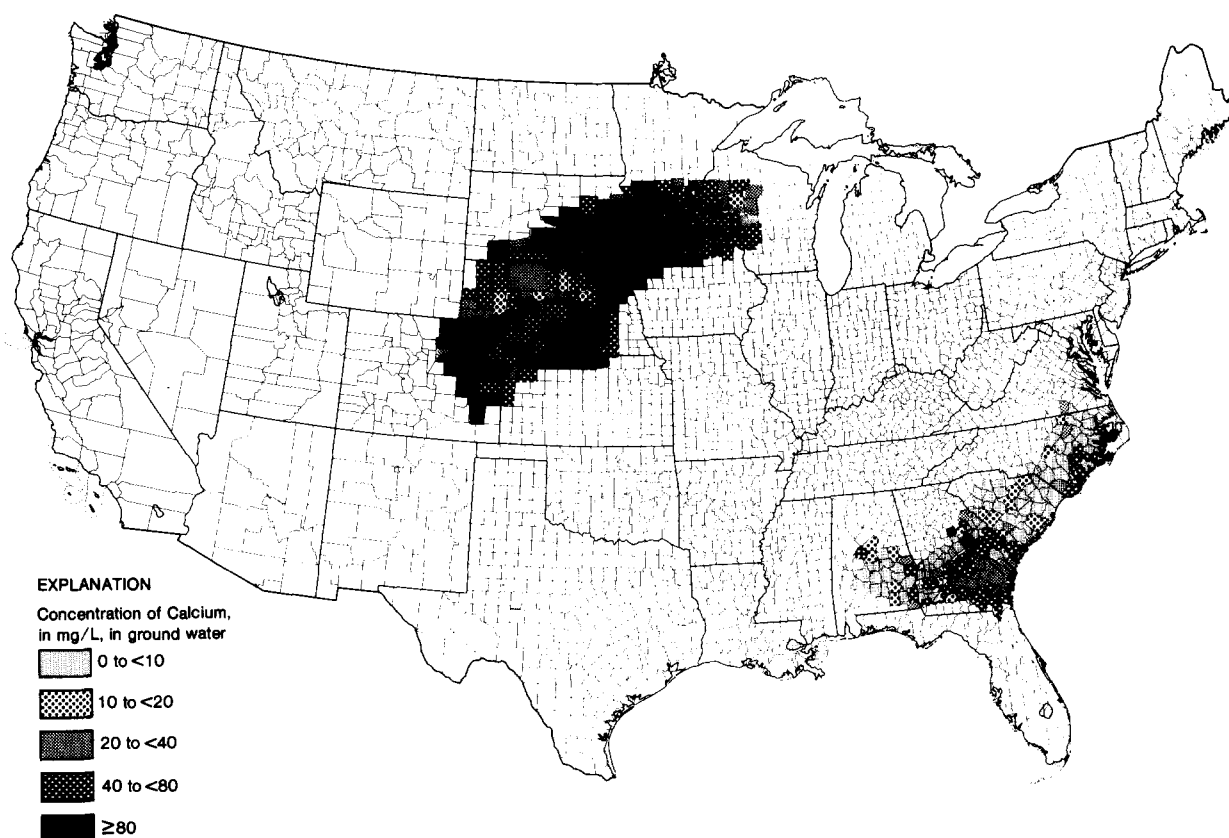 EXPLANATION
Concentration of Calcium,
in mg/L, in ground water
0 to <10
10 to <20
20 to <40
40 to <80
≥80